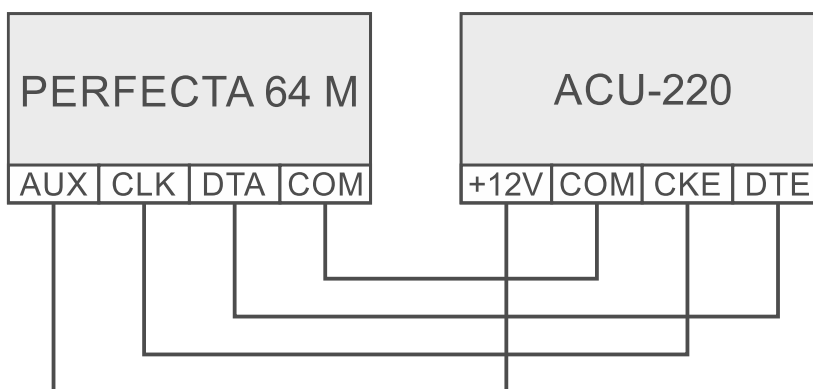 PERFECTA 64 M
ACU-220
AUX CLK DTA COM
+12V COM CKE DTE